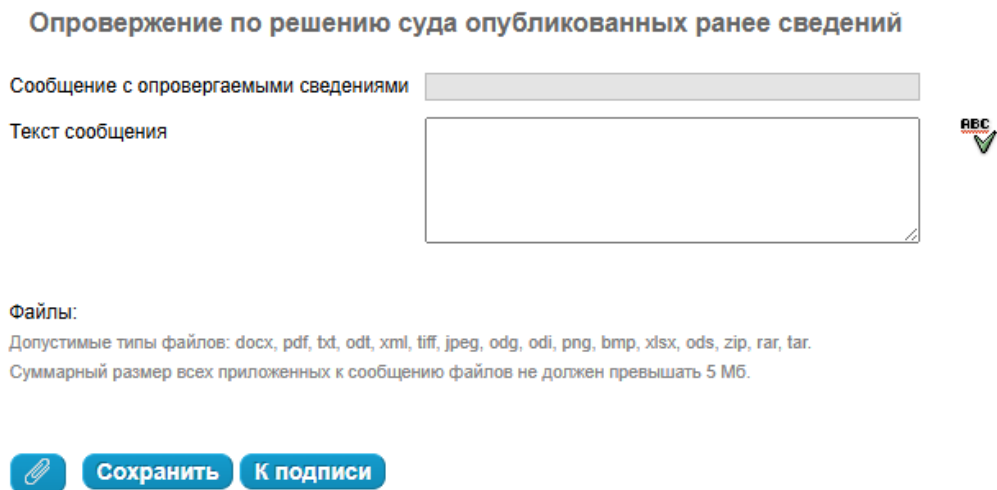 Опровержение по решению суда опубликованных ранее сведений
Сообщение с опровергаемыми сведениями
Текст сообщения
ABC
Файлы:
Допустимые типы файлов: docx, pdf, txt, odt, xml, tiff, jpeg, odg, odi, png, bmp, xlsx, ods, zip, rar, tar.
Суммарный размер всех приложенных к сообщению файлов не должен превышать 5 Мб.
Сохранить К подписи